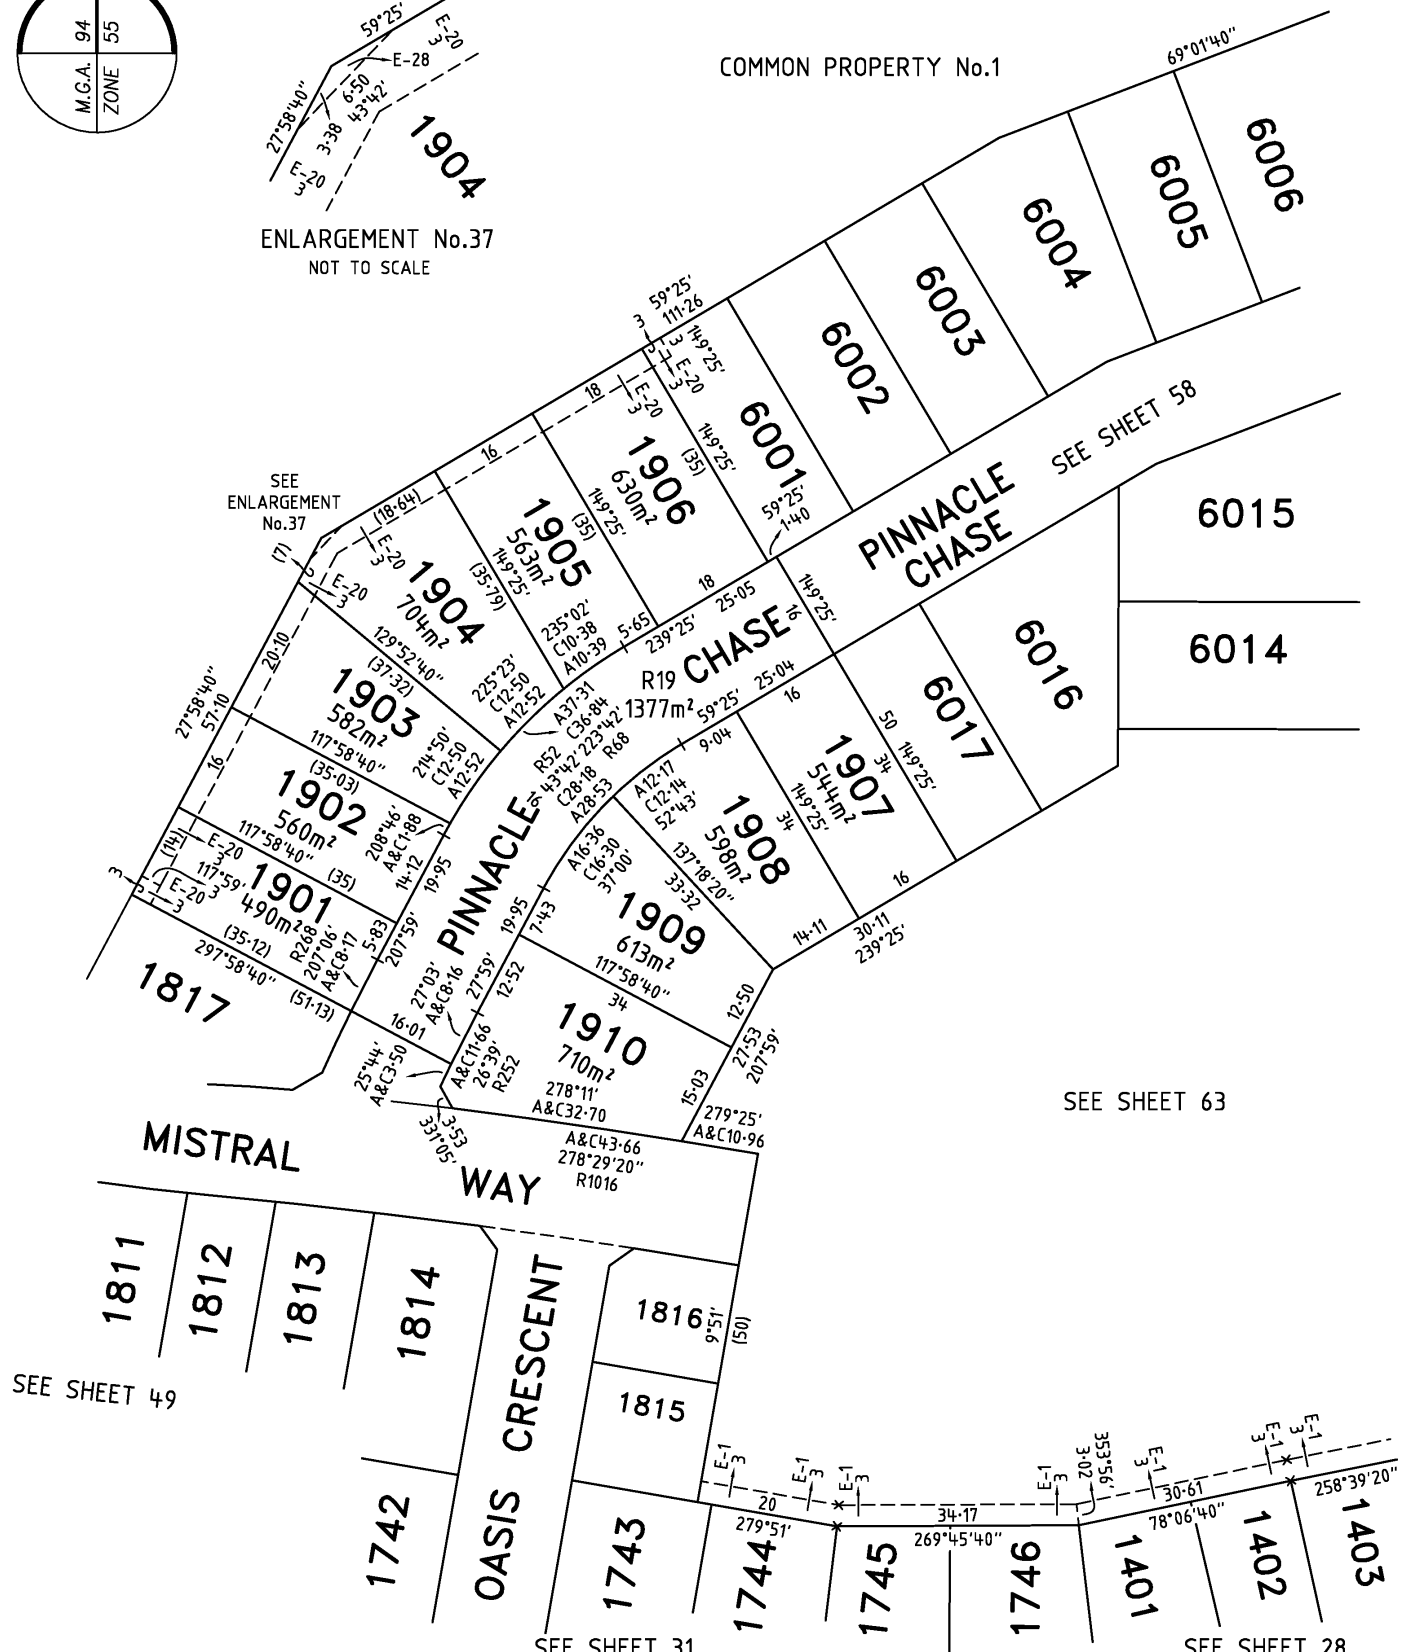 M.G.A. 94
ZONE 55
59°25'
E-20
3
E-28
6·50
43°42'
3·38
27°58'40"
E-20
3
1904
ENLARGEMENT No.37
NOT TO SCALE
COMMON PROPERTY No.1
69°01'40"
6006
6005
6004
6003
6002
6001
59°25'
111·26
3
3
149°25'
E-20
3
149°25'
(35)
59°25'
1·40
SEE SHEET 58
PINNACLE
CHASE
6015
6014
6016
6017
18
E-20
3
1906
630m²
18
16
1905
563m²
(35)
149°25'
235°02'
C10·38
A10·39
5·65
239°25'
25·05
SEE
ENLARGEMENT
No.37
(18·64)
E-20
3
1904
704m²
(35·79)
149°25'
225°23'
C12·50
A12·52
(7)
E-20
3
129°52'40"
(37·32)
1903
582m²
20·10
214°50'
C12·50
A12·52
27°58'40"
57·10
117°58'40"
(35·03)
1902
560m²
16
208°46'
A&C1·88
14·12
19·95
117°58'40"
(35)
(14)
E-20
3
117°59'
3
1901
490m²
3
E-20
3
R268
207°06'
A&C8·17
5·83
207°59'
(35·12)
297°58'40"
(51·13)
1817
R19
1377m²
CHASE
16
149°25'
A37·31
C36·84
223°42'
R68
R52
43°42'
C28·18
A28·53
16
PINNACLE
59°25'
25·04
16
9·04
A12·17
C12·14
52°43'
1907
544m²
34
149°25'
50
149°25'
1908
598m²
34
137°18'20"
33·32
A16·36
C16·30
37°00'
1909
613m²
19·95
7·43
117°58'40"
34
14·11
30·11
239°25'
16
12·50
27·53
207°59'
15·03
1910
710m²
27°59'
12·52
27°03'
A&C8·16
A&C11·66
26°39'
R252
16·01
25°44'
A&C3·50
3·53
331°05'
278°11'
A&C32·70
279°25'
A&C10·96
A&C43·66
278°29'20"
R1016
SEE SHEET 63
MISTRAL
WAY
1811
1812
1813
1814
OASIS CRESCENT
1816
9°51'
(50)
1815
SEE SHEET 49
1742
1743
1744
1745
1746
1401
1402
1403
E-1
3
E-1
3
E-1
3
E-1
3
353°56'
3·02
E-1
3
E-1
3
E-1
3
20
279°51'
34·17
269°45'40"
30·61
78°06'40"
258°39'20"
SEE SHEET 31
SEE SHEET 28